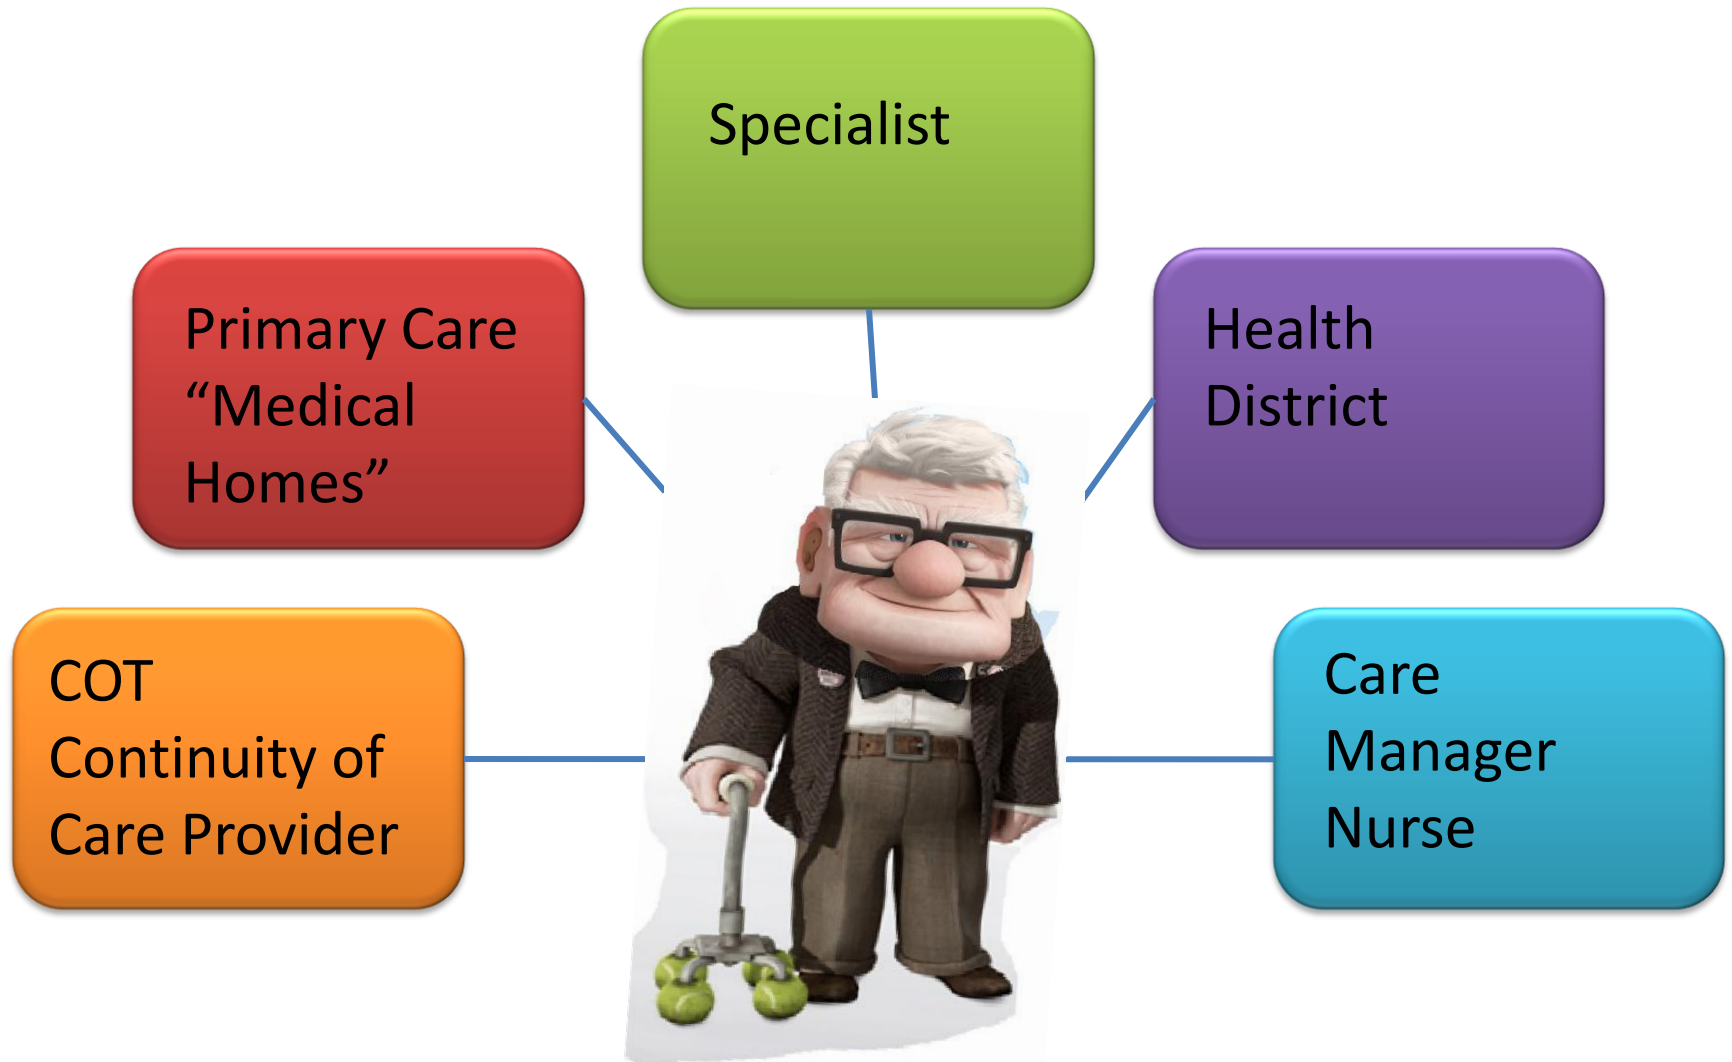 Specialist
Primary Care
“Medical
Homes”
Health
District
COT
Continuity of
Care Provider
Care
Manager
Nurse